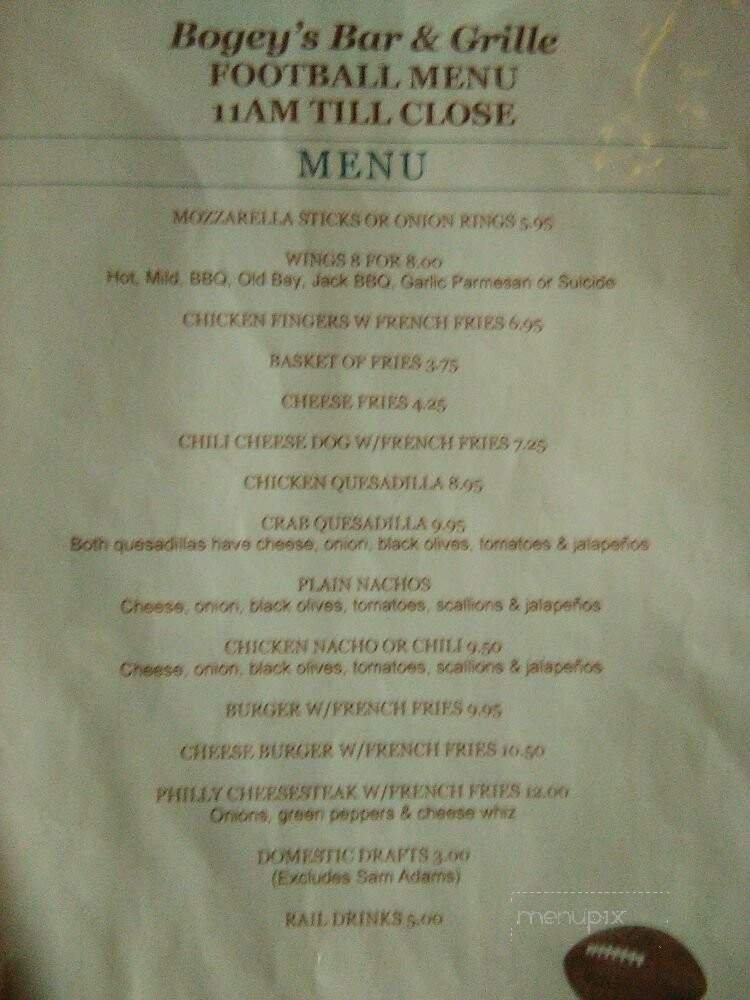 Bogey's Bar & Grille
FOOTBALL MENU
11AM TILL CLOSE
MENU
MOZZARELLA STICKS OR ONION RINGS 5.95
WINGS 8 FOR 8.00
Hot, Mild, BBQ, Old Bay, Jack BBQ, Garlic Parmesan or Suicide
CHICKEN FINGERS W FRENCH FRIES 6.95
BASKET OF FRIES 3.75
CHEESE FRIES 4.25
CHILI CHEESE DOG W/FRENCH FRIES 7.25
CHICKEN QUESADILLA 8.95
CRAB QUESADILLA 9.95
Both quesadillas have cheese, onion, black olives, tomatoes & jalapeños
PLAIN NACHOS
Cheese, onion, black olives, tomatoes, scallions & jalapeños
CHICKEN NACHO OR CHILI 9.50
Cheese, onion, black olives, tomatoes, scallions & jalapeños
BURGER W/FRENCH FRIES 9.95
CHEESE BURGER W/FRENCH FRIES 10.50
PHILLY CHEESESTEAK W/FRENCH FRIES 12.00
Onions, green peppers & cheese whiz
DOMESTIC DRAFTS 3.00
(Excludes Sam Adams)
RAIL DRINKS 5.00
menupix